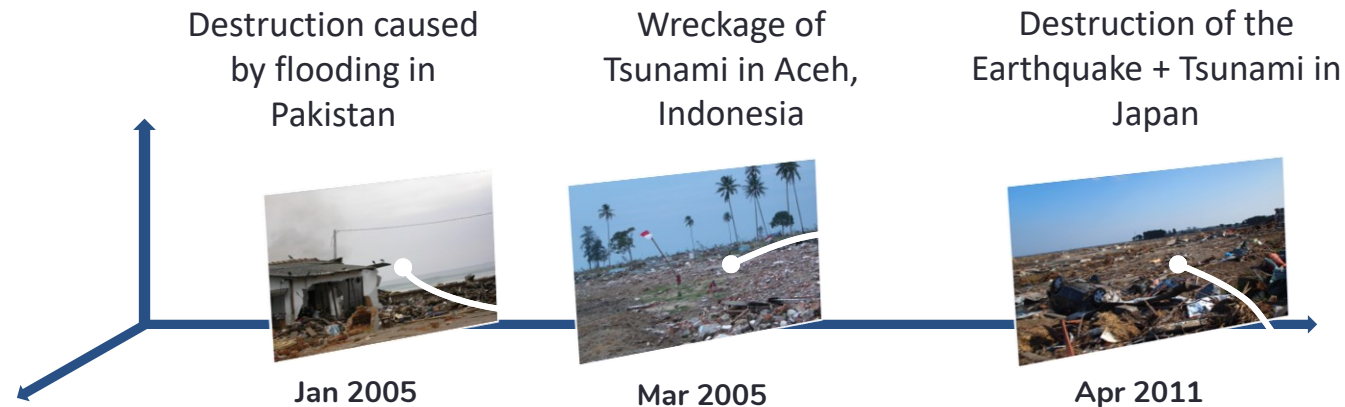 Destruction caused
by flooding in
Pakistan
Wreckage of
Tsunami in Aceh,
Indonesia
Destruction of the
Earthquake + Tsunami in
Japan
Jan 2005
Mar 2005
Apr 2011